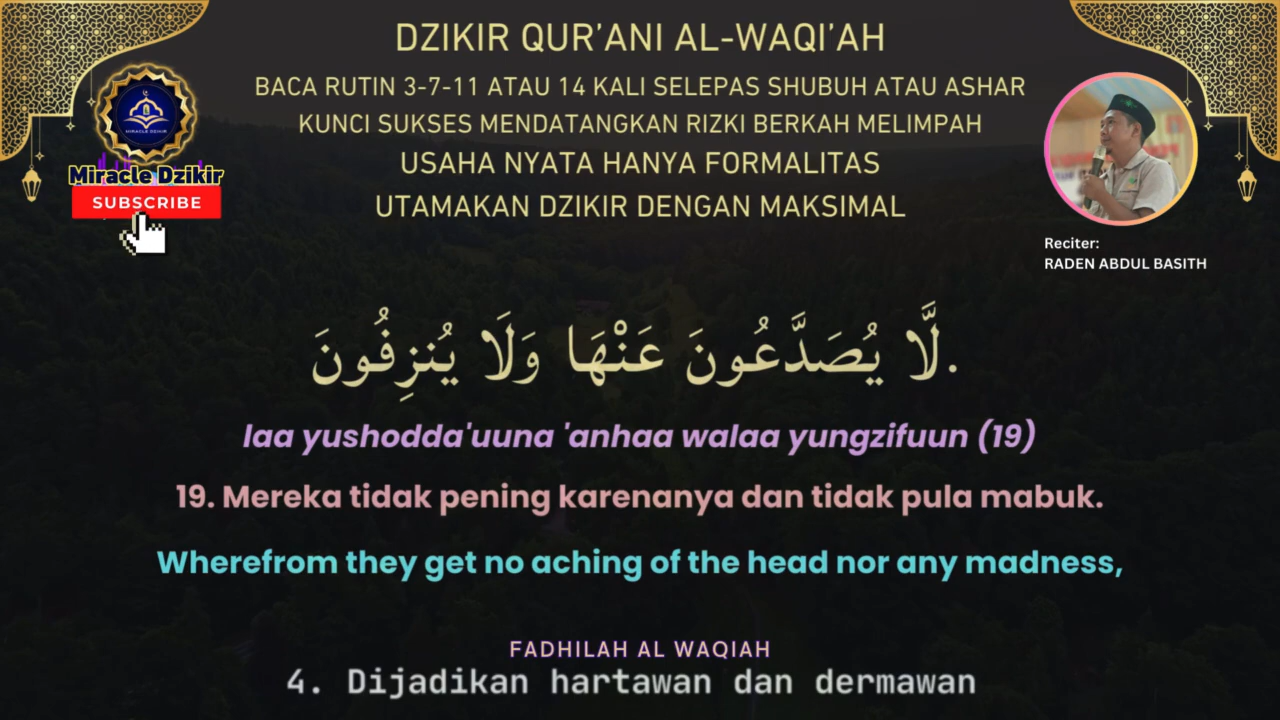 DZIKIR QUR'ANI AL-WAQI'AH
BACA RUTIN 3-7-11 ATAU 14 KALI SELEPAS SHUBUH ATAU ASHAR
KUNCI SUKSES MENDATANGKAN RIZKI BERKAH MELIMPAH
USAHA NYATA HANYA FORMALITAS
UTAMAKAN DZIKIR DENGAN MAKSIMAL
MIRACLE DZIKIR
Miracle Dzikir
SUBSCRIBE
Reciter:
RADEN ABDUL BASITH
لَّا يُصَدَّعُونَ عَنْهَا وَلَا يُنزِفُونَ.
laa yushodda'uuna 'anhaa walaa yungzifuun (19)
19. Mereka tidak pening karenanya dan tidak pula mabuk.
Wherefrom they get no aching of the head nor any madness,
FADHILAH AL WAQIAH
4. Dijadikan hartawan dan dermawan